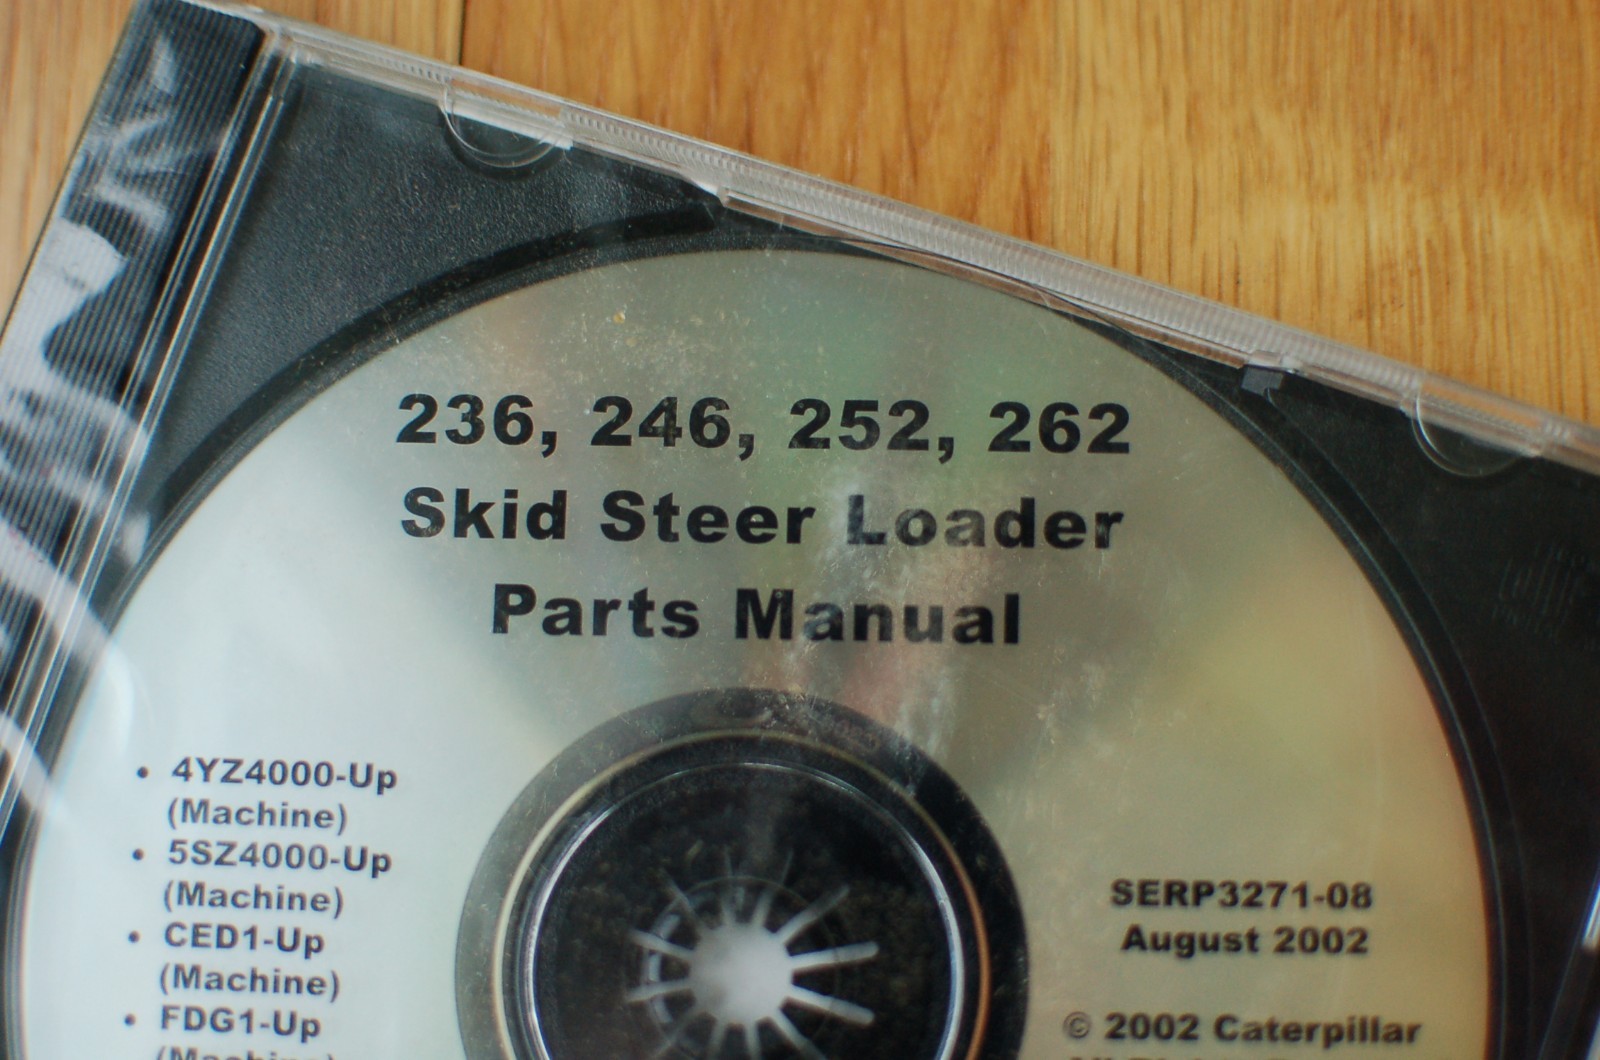 236, 246, 252, 262
Skid Steer Loader
Parts Manual
• 4YZ4000-Up
(Machine)
• 5SZ4000-Up
(Machine)
• CED1-Up
(Machine)
• FDG1-Up
(Machine)
SERP3271-08
August 2002
© 2002 Caterpillar